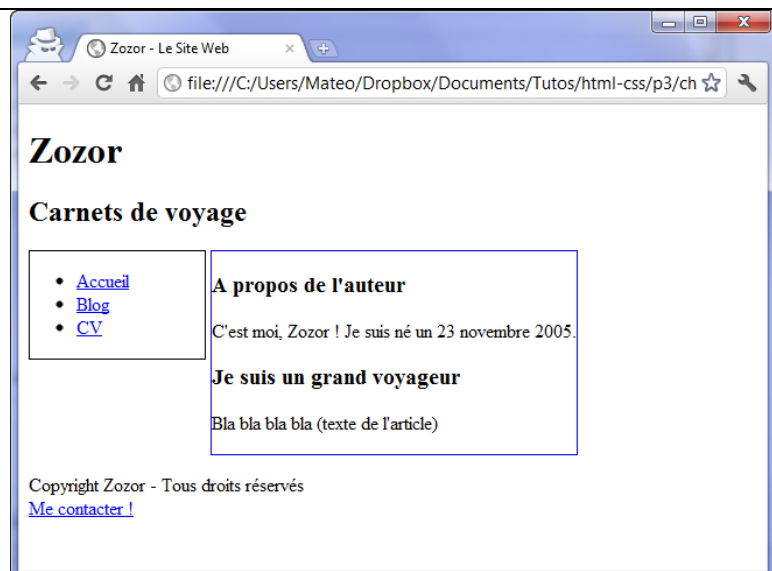 Zozor - Le Site Web
file:///C:/Users/Mateo/Dropbox/Documents/Tutos/html-css/p3/ch
Zozor
Carnets de voyage
Accueil
Blog
CV
A propos de l'auteur
C'est moi, Zozor ! Je suis né un 23 novembre 2005.
Je suis un grand voyageur
Bla bla bla bla (texte de l'article)
Copyright Zozor - Tous droits réservés
Me contacter !